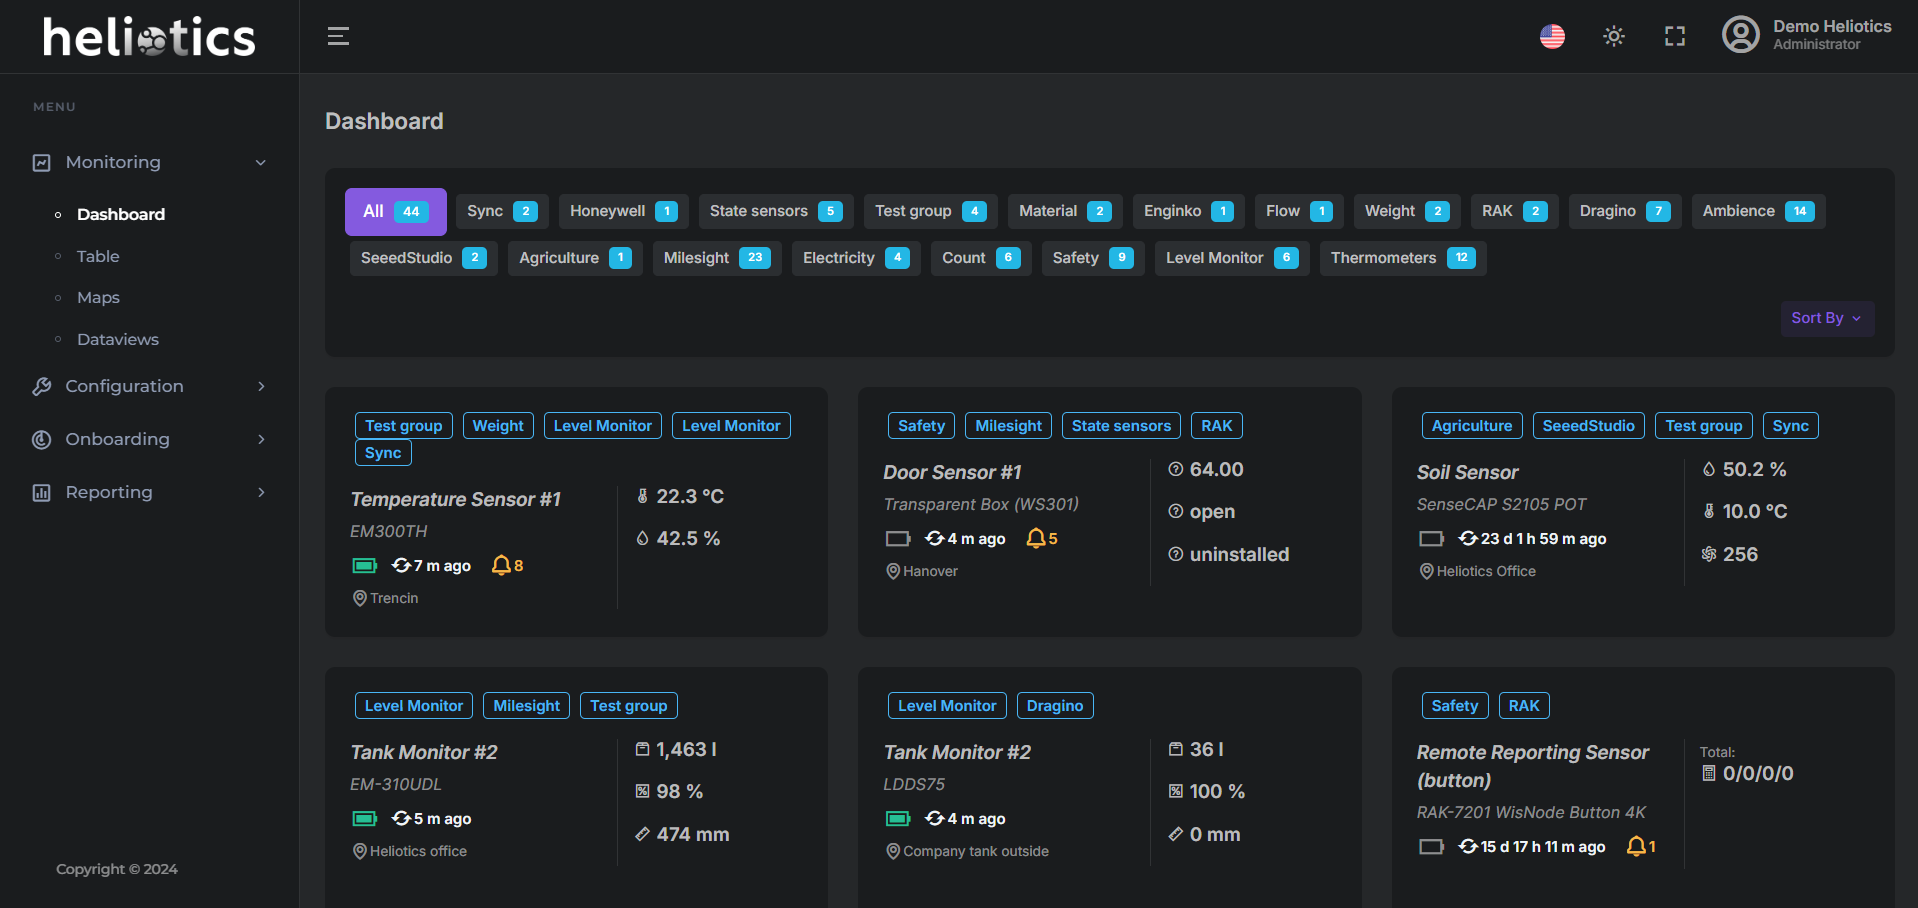 heliotics
Demo Heliotics
Administrator
MENU
Monitoring
Dashboard
Table
Maps
Dataviews
Configuration
Onboarding
Reporting
Copyright © 2024
Dashboard
All 44 Sync 2 Honeywell 1 State sensors 5 Test group 4 Material 2 Enginko 1 Flow 1 Weight 2 RAK 2 Dragino 7 Ambience 14
SeeedStudio 2 Agriculture 1 Milesight 23 Electricity 4 Count 6 Safety 9 Level Monitor 6 Thermometers 12
Sort By
Test group Weight Level Monitor Level Monitor
Sync
Temperature Sensor #1
EM300TH
7 m ago 8
Trencin
22.3 °C
42.5 %
Safety Milesight State sensors RAK
Door Sensor #1
Transparent Box (WS301)
4 m ago 5
Hanover
64.00
open
uninstalled
Agriculture SeeedStudio Test group Sync
Soil Sensor
SenseCAP S2105 POT
23 d 1 h 59 m ago
Heliotics Office
50.2 %
10.0 °C
256
Level Monitor Milesight Test group
Tank Monitor #2
EM-310UDL
5 m ago
Heliotics office
1,463 l
98 %
474 mm
Level Monitor Dragino
Tank Monitor #2
LDDS75
4 m ago
Company tank outside
36 l
100 %
0 mm
Safety RAK
Remote Reporting Sensor
(button)
RAK-7201 WisNode Button 4K
15 d 17 h 11 m ago 1
Total:
0/0/0/0